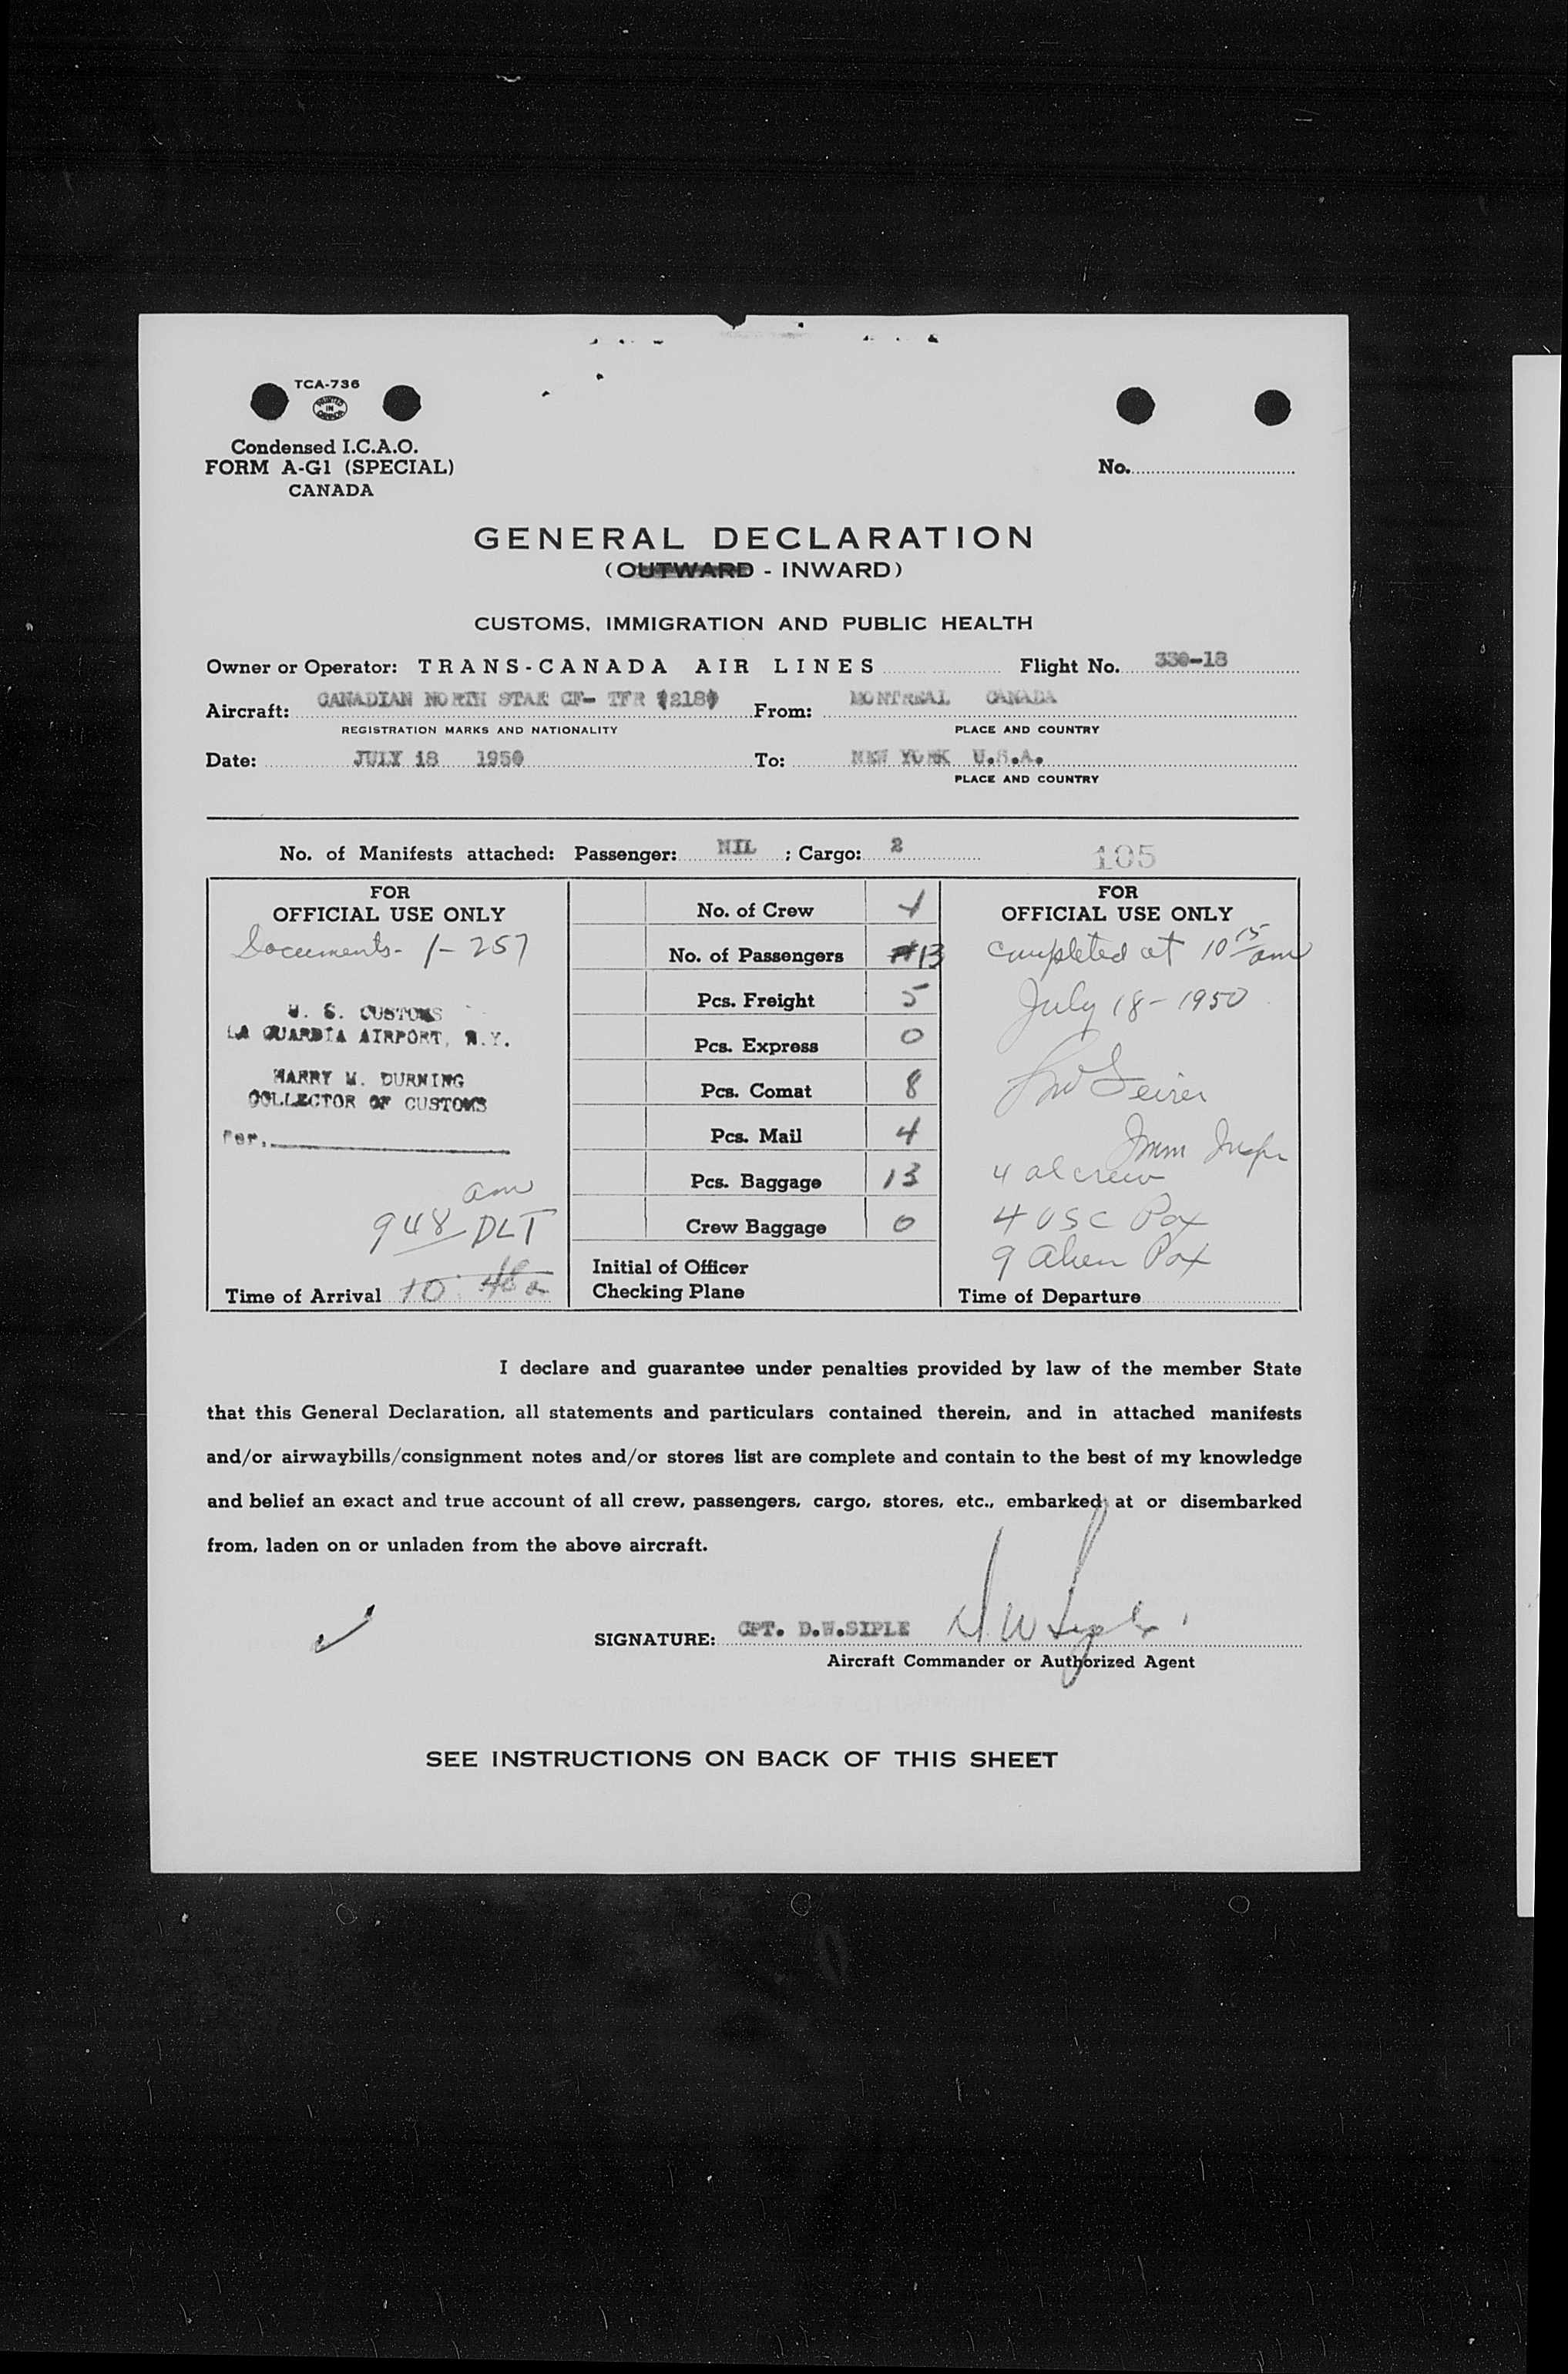 TCA-736
PRINTED IN CANADA
Condensed I.C.A.O.
FORM A-G1 (SPECIAL)
CANADA
No.
GENERAL DECLARATION
(OUTWARD - INWARD)
CUSTOMS, IMMIGRATION AND PUBLIC HEALTH
Owner or Operator: TRANS-CANADA AIR LINES Flight No. 330-18
Aircraft: CANADIAN NORTH STAR CF- TFR (218) From: MONTREAL CANADA
REGISTRATION MARKS AND NATIONALITY PLACE AND COUNTRY
Date: JULY 18 1950 To: NEW YORK U.S.A.
PLACE AND COUNTRY
No. of Manifests attached: Passenger: NIL ; Cargo: 2 105
FOR
OFFICIAL USE ONLY
Documents - 1-257
U. S. CUSTOMS
LA GUARDIA AIRPORT, N.Y.
HARRY M. DURNING
COLLECTOR OF CUSTOMS
Per.
am
948 DLT
Time of Arrival 10 48 a
No. of Crew 4
No. of Passengers 13
Pcs. Freight 5
Pcs. Express 0
Pcs. Comat 8
Pcs. Mail 4
Pcs. Baggage 13
Crew Baggage 0
Initial of Officer
Checking Plane
FOR
OFFICIAL USE ONLY
completed at 10 15 am
July 18-1950
Imm Inspr
4 al crew
4 USC Pax
9 Alien Pax
Time of Departure
I declare and guarantee under penalties provided by law of the member State
that this General Declaration, all statements and particulars contained therein, and in attached manifests
and/or airwaybills/consignment notes and/or stores list are complete and contain to the best of my knowledge
and belief an exact and true account of all crew, passengers, cargo, stores, etc., embarked at or disembarked
from, laden on or unladen from the above aircraft.
SIGNATURE: CPT. D.W.SIPLE D W Siple
Aircraft Commander or Authorized Agent
SEE INSTRUCTIONS ON BACK OF THIS SHEET